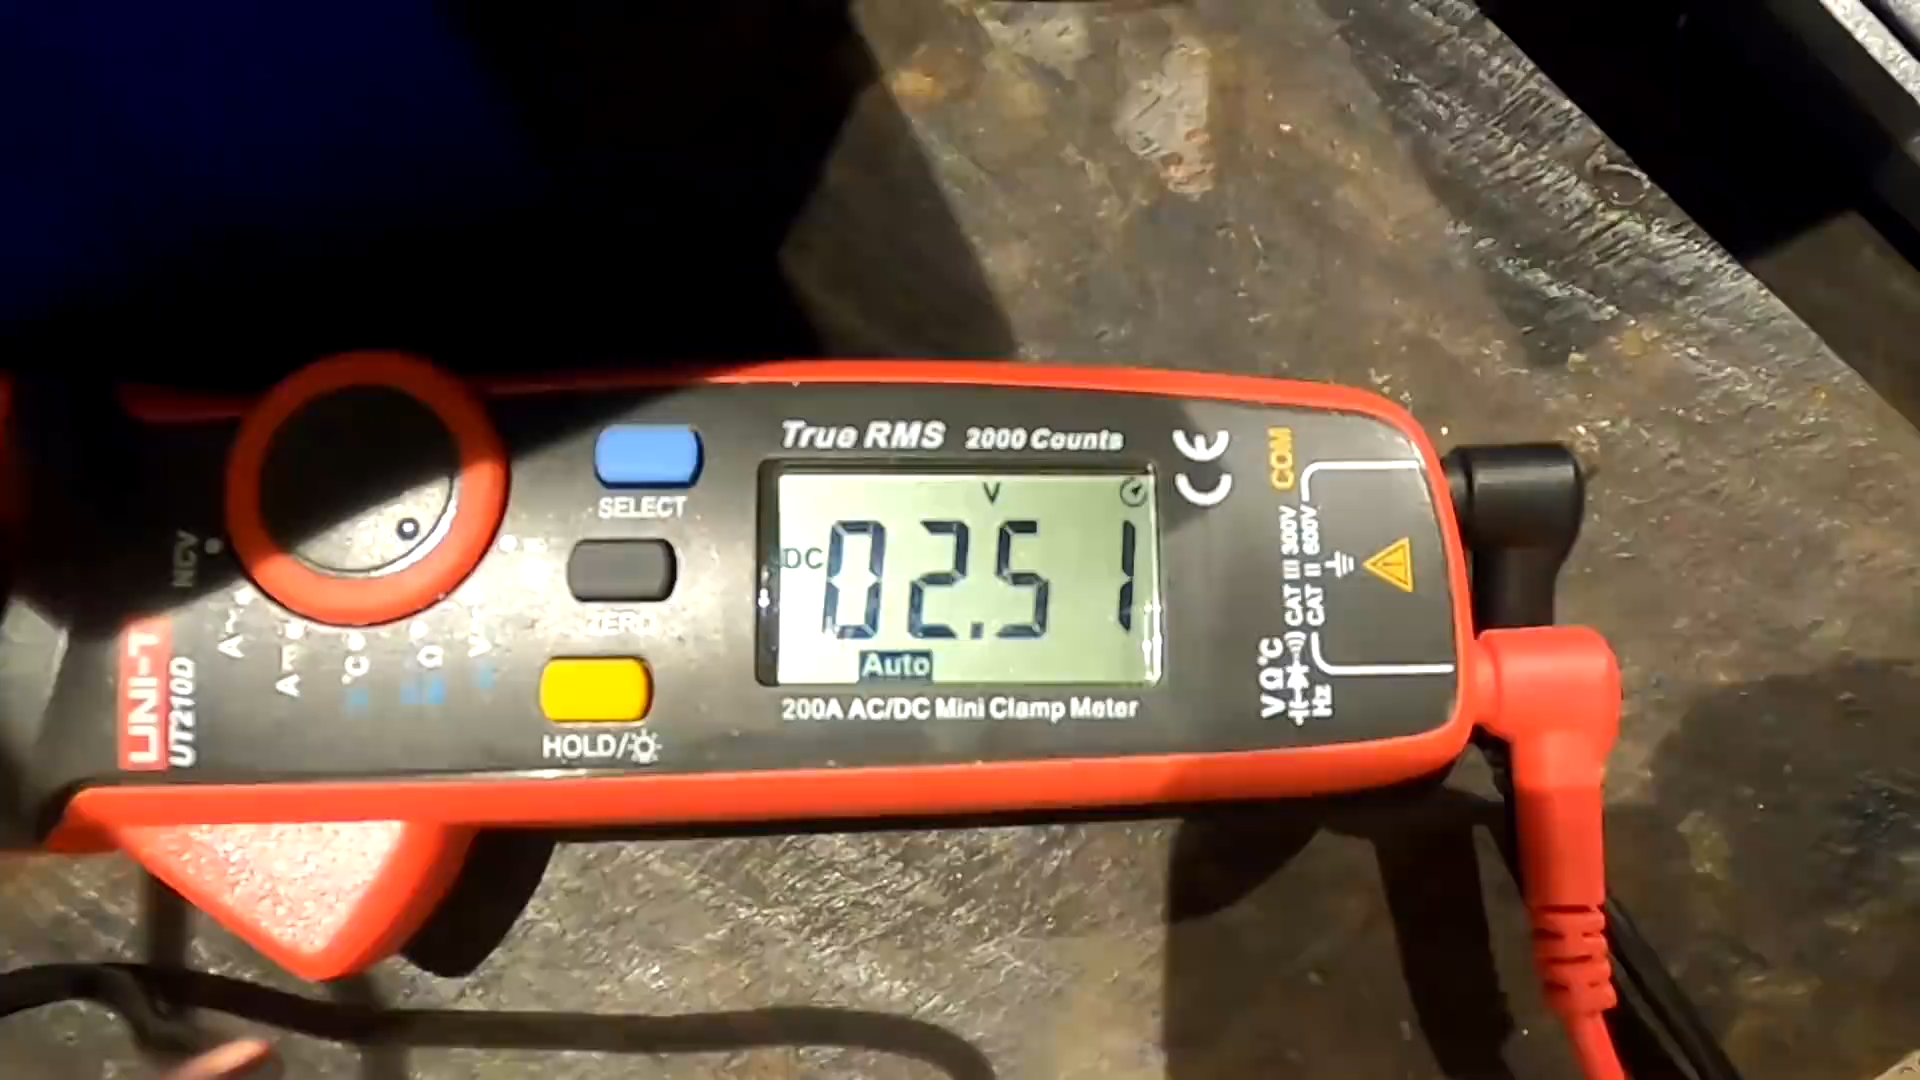 True RMS 2000 Counts
SELECT
V
DC 02.51
Auto
ZERO
HOLD/
200A AC/DC Mini Clamp Meter
CE
COM
CAT III 300V
CAT II 600V
VΩ°C
Hz
NCV
A~
A
°C
Ω
V
UNI-T
UT210D